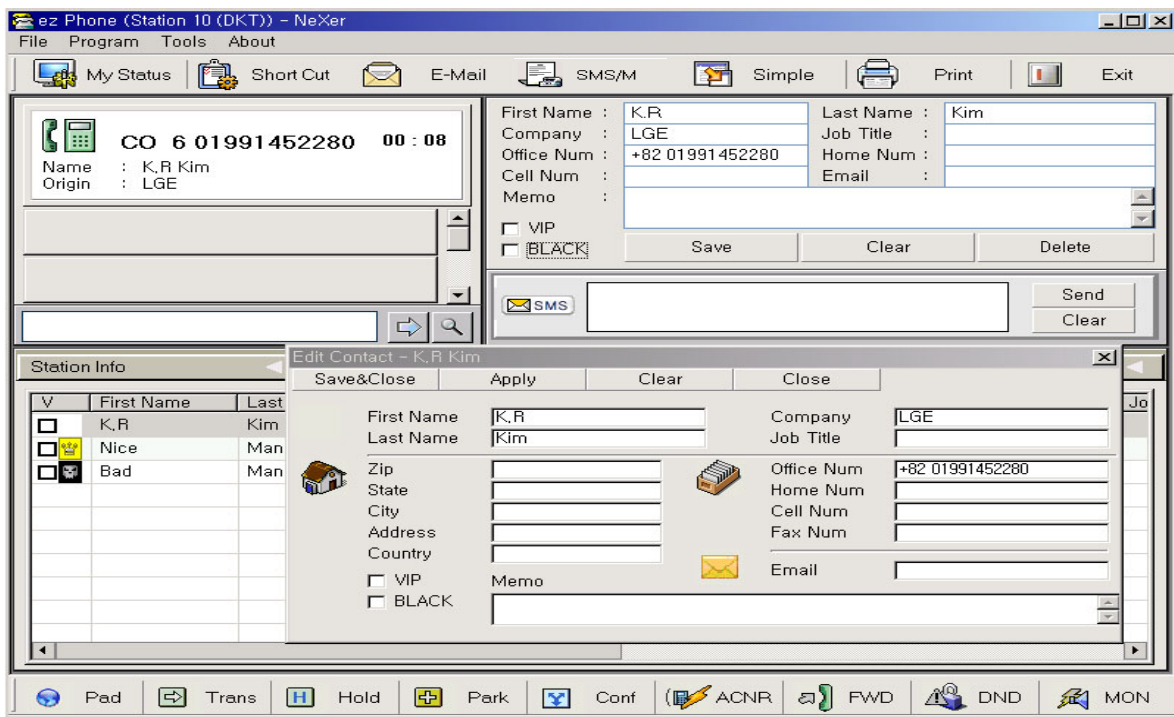 ez Phone (Station 10 (DKT)) - NeXer
File Program Tools About
My Status Short Cut E-Mail SMS/M Simple Print Exit
CO 6 01991452280 00 : 08
Name : K,R Kim
Origin : LGE
First Name : K.R Last Name : Kim
Company : LGE Job Title :
Office Num : +82 01991452280 Home Num :
Cell Num : Email :
Memo :
VIP
BLACK Save Clear Delete
SMS Send
Clear
Station Info
V First Name Last Jo
K,R Kim
Nice Man
Bad Man
Edit Contact - K,R Kim
Save&Close Apply Clear Close
First Name K,R Company LGE
Last Name Kim Job Title
Zip Office Num +82 01991452280
State Home Num
City Cell Num
Address Fax Num
Country
Email
VIP Memo
BLACK
Pad Trans H Hold Park Conf ACNR FWD DND MON